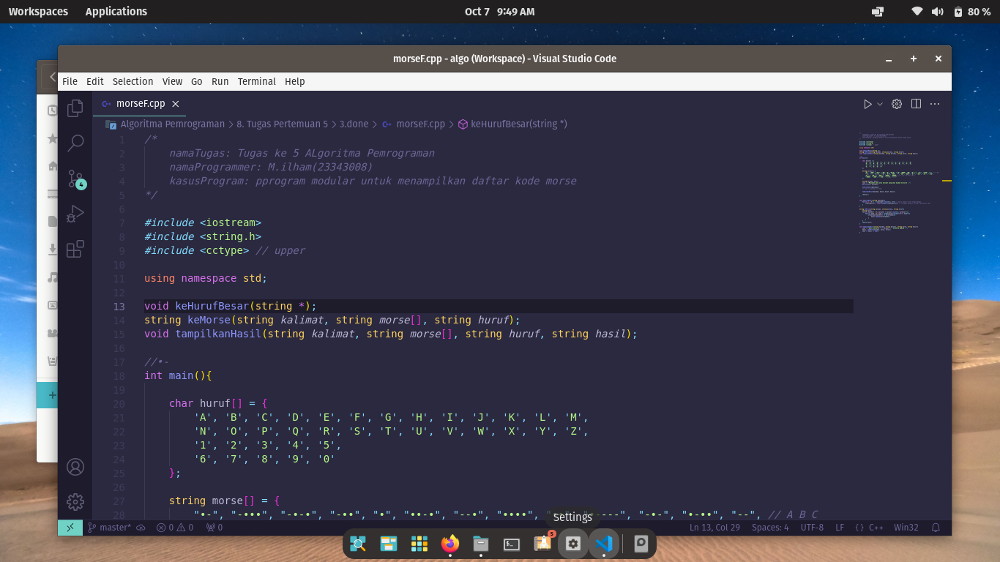 Workspaces Applications Oct 7 9:49 AM 80 %
morseF.cpp - algo (Workspace) - Visual Studio Code
File Edit Selection View Go Run Terminal Help
morseF.cpp
Algoritma Pemrograman > 8. Tugas Pertemuan 5 > 3.done > morseF.cpp > keHurufBesar(string *)
1 /*
2 namaTugas: Tugas ke 5 ALgoritma Pemrograman
3 namaProgrammer: M.ilham(23343008)
4 kasusProgram: pprogram modular untuk menampilkan daftar kode morse
5 */
6
7 #include <iostream>
8 #include <string.h>
9 #include <cctype> // upper
10
11 using namespace std;
12
13 void keHurufBesar(string *);
14 string keMorse(string kalimat, string morse[], string huruf);
15 void tampilkanHasil(string kalimat, string morse[], string huruf, string hasil);
16
17 //•-
18 int main(){
19
20 char huruf[] = {
21 'A', 'B', 'C', 'D', 'E', 'F', 'G', 'H', 'I', 'J', 'K', 'L', 'M',
22 'N', 'O', 'P', 'Q', 'R', 'S', 'T', 'U', 'V', 'W', 'X', 'Y', 'Z',
23 '1', '2', '3', '4', '5',
24 '6', '7', '8', '9', '0'
25 };
26
27 string morse[] = {
28 "•-", "-•••", "-•-•", "-••", "•", "••-•", "--•", "••••", "-•-", "•-••", "--", // A B C
4
Settings
master* 0 0 0 Ln 13, Col 29 Spaces: 4 UTF-8 LF {} C++ Win32
5